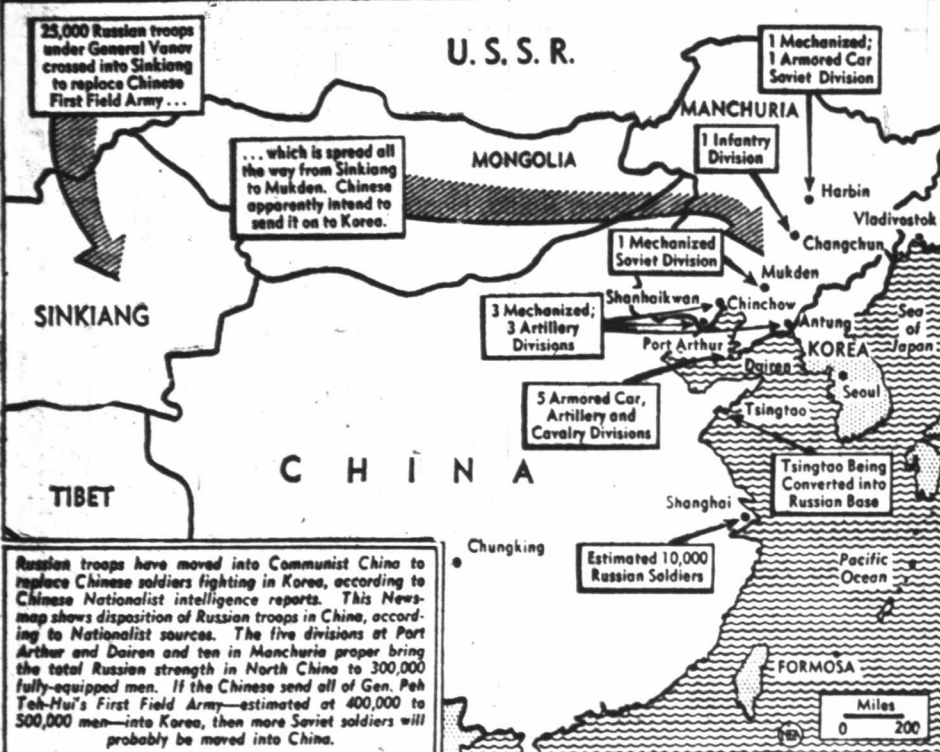 25,000 Russian troops
under General Vanov
crossed into Sinkiang
to replace Chinese
First Field Army . . .
U. S. S. R.
1 Mechanized;
1 Armored Car
Soviet Division
MANCHURIA
1 Infantry
Division
. . . which is spread all
the way from Sinkiang
to Mukden. Chinese
apparently intend to
send it on to Korea.
MONGOLIA
Harbin
Vladivostok
Changchun
1 Mechanized
Soviet Division
Mukden
SINKIANG
3 Mechanized;
3 Artillery
Divisions
Shanhaikwan
Chinchow
Antung
Sea
of
Japan
Port Arthur
KOREA
Dairen
Seoul
5 Armored Car,
Artillery and
Cavalry Divisions
Tsingtao
CHINA
Tsingtao Being
Converted into
Russian Base
TIBET
Shanghai
Chungking
Estimated 10,000
Russian Soldiers
Pacific
Ocean
FORMOSA
Miles
0 200
NEA
Russian troops have moved into Communist China to
replace Chinese soldiers fighting in Korea, according to
Chinese Nationalist intelligence reports. This News-
map shows disposition of Russian troops in China, accord-
ing to Nationalist sources. The five divisions at Port
Arthur and Dairen and ten in Manchuria proper bring
the total Russian strength in North China to 300,000
fully-equipped men. If the Chinese send all of Gen. Peh
Teh-Hui's First Field Army—estimated at 400,000 to
500,000 men—into Korea, then more Soviet soldiers will
probably be moved into China.